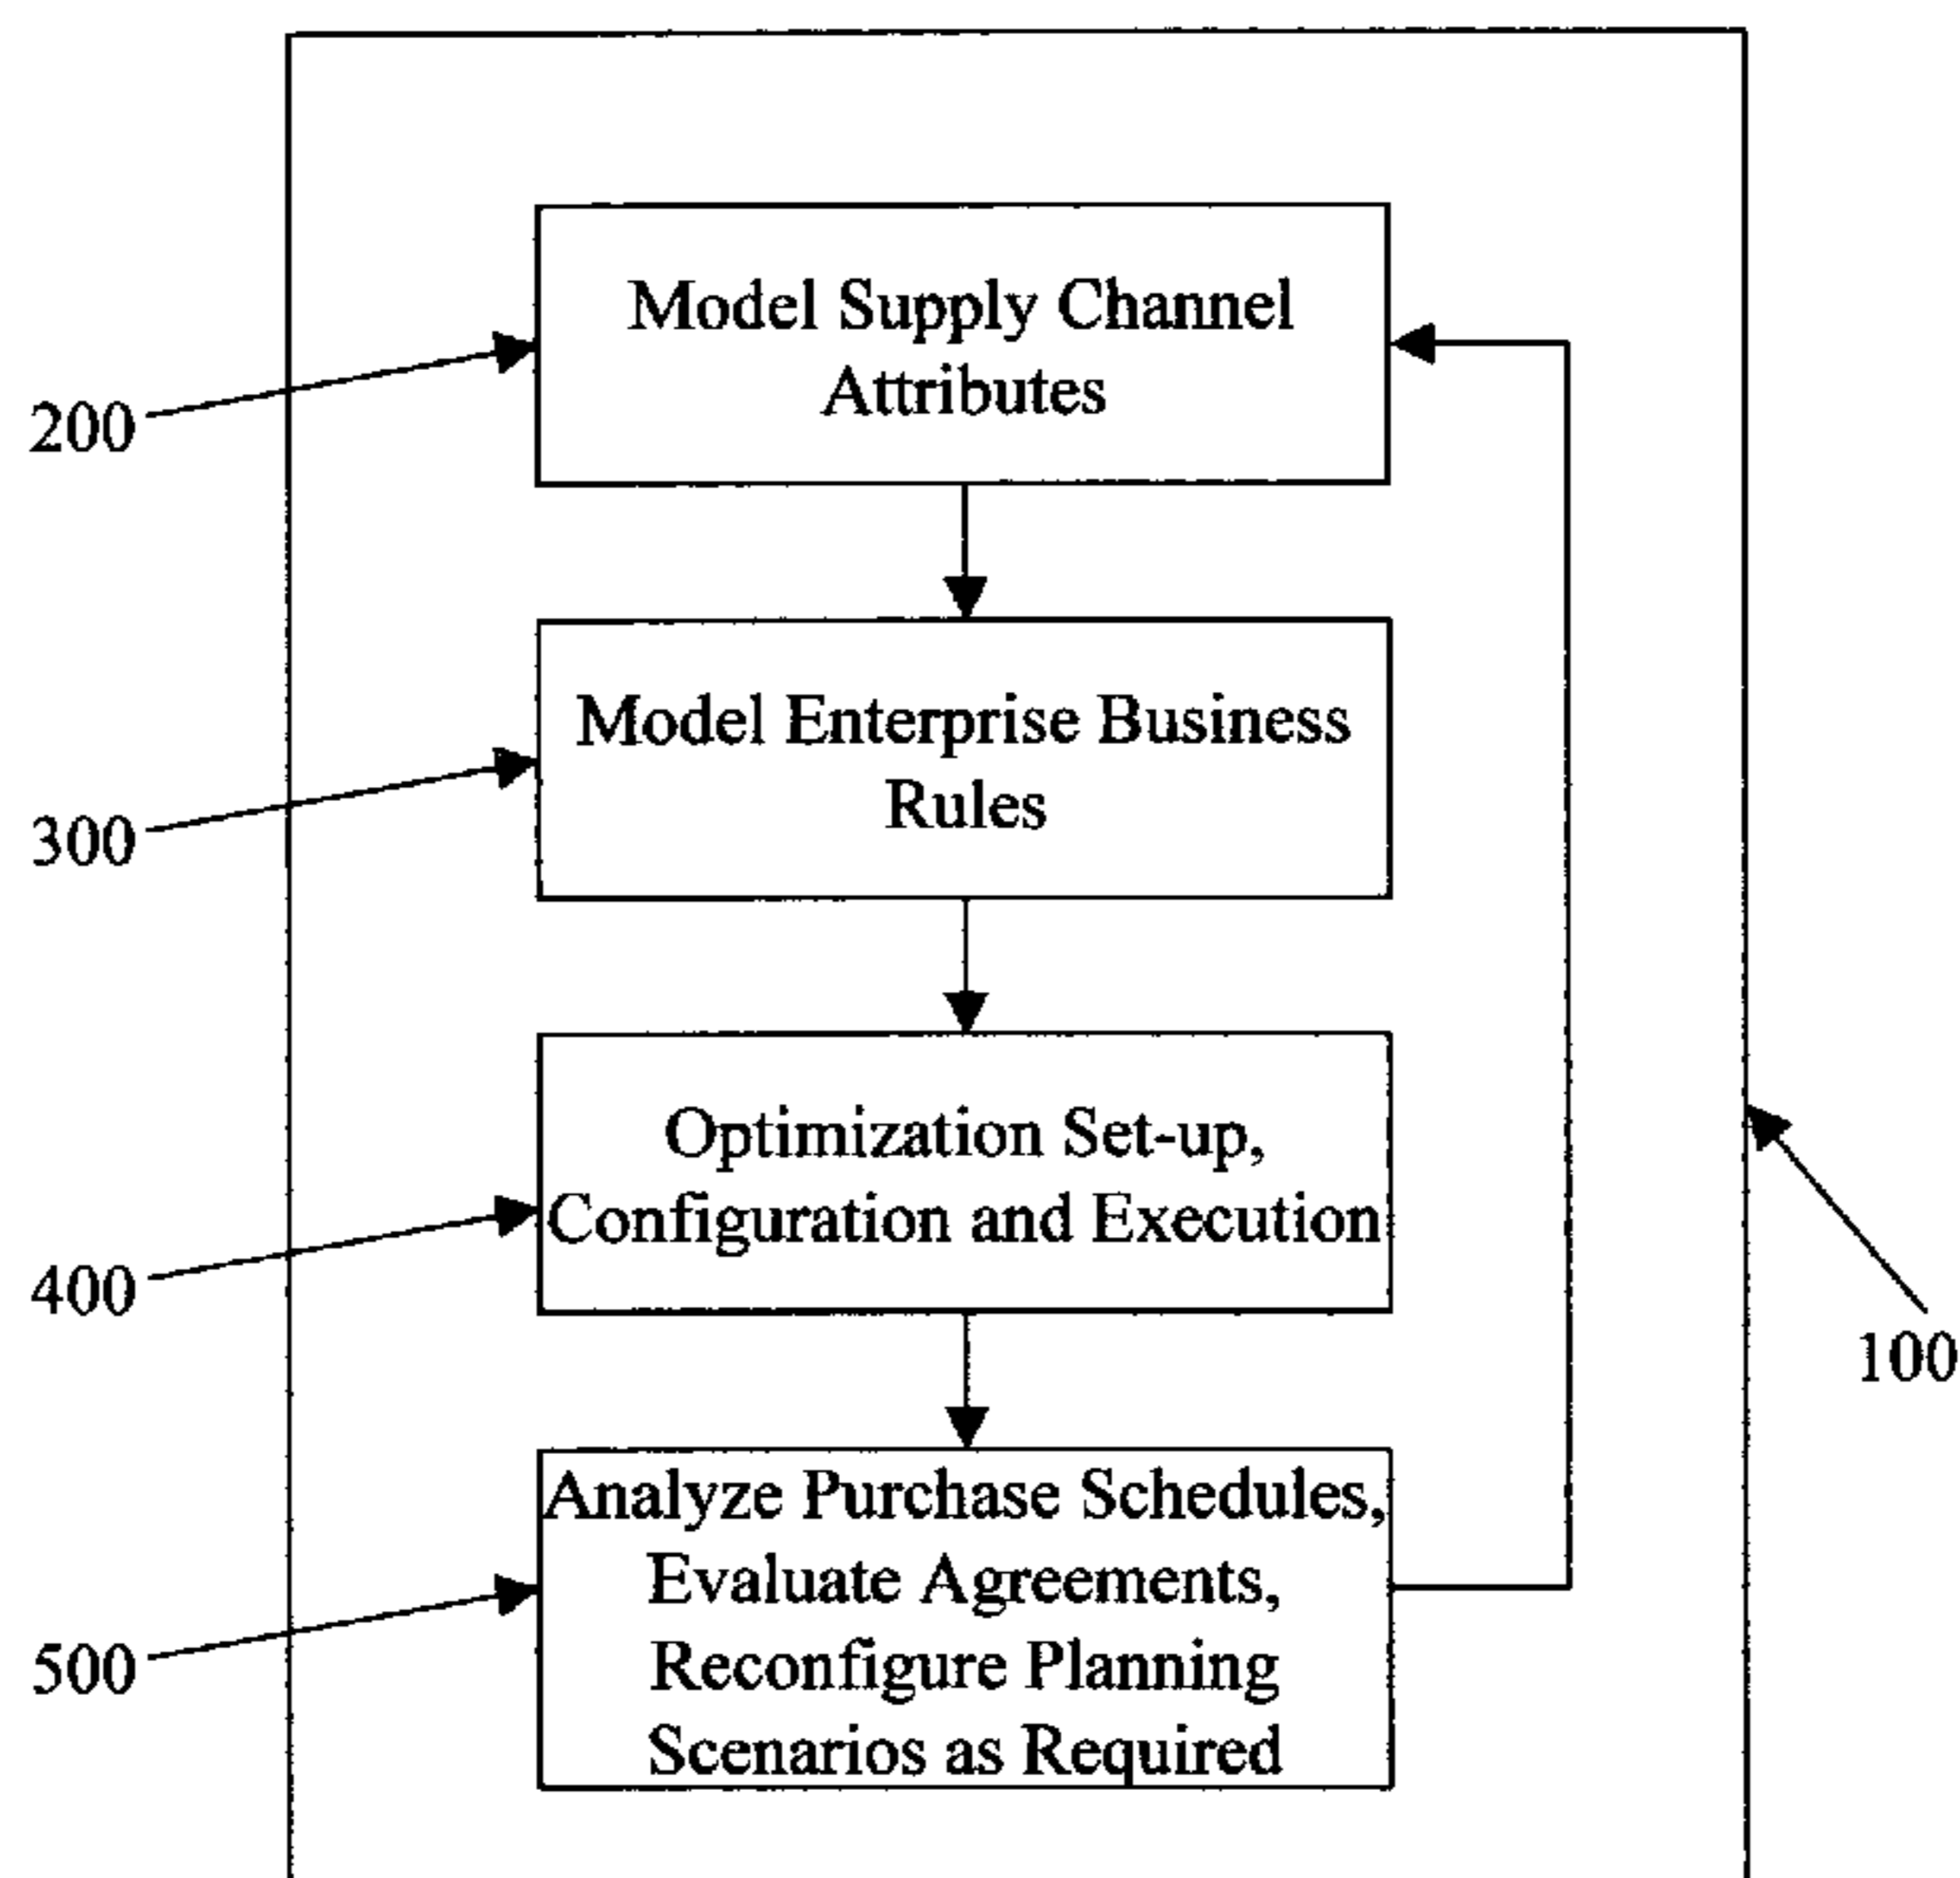 Model Supply Channel
Attributes
200
Model Enterprise Business
Rules
300
Optimization Set-up,
Configuration and Execution
400
100
Analyze Purchase Schedules,
Evaluate Agreements,
Reconfigure Planning
Scenarios as Required
500